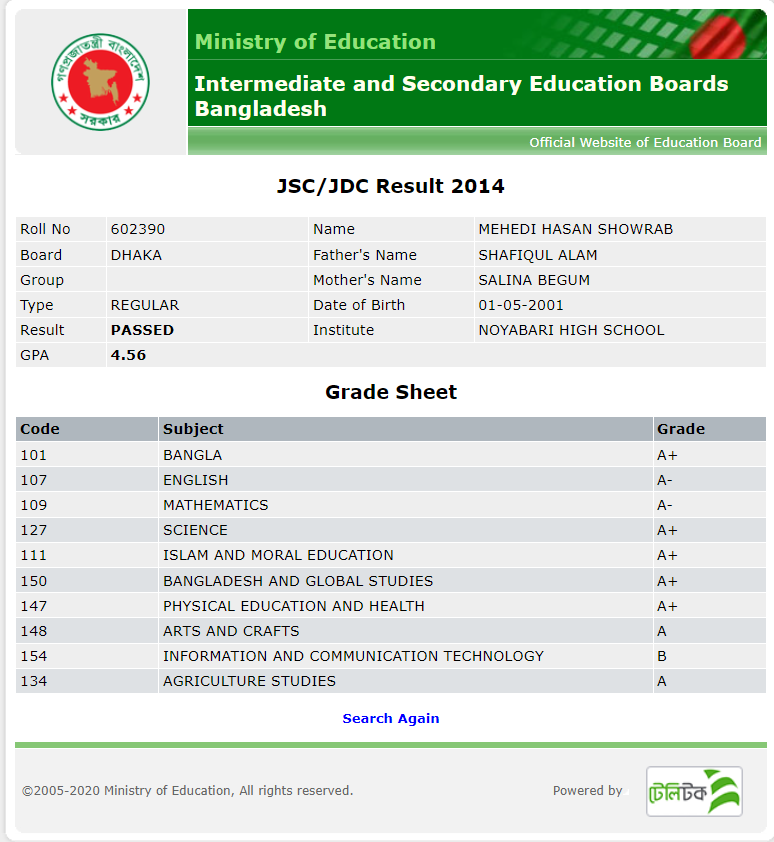 গণপ্রজাতন্ত্রী বাংলাদেশ
সরকার
Ministry of Education
Intermediate and Secondary Education Boards
Bangladesh
Official Website of Education Board
JSC/JDC Result 2014
Roll No 602390 Name MEHEDI HASAN SHOWRAB
Board DHAKA Father's Name SHAFIQUL ALAM
Group Mother's Name SALINA BEGUM
Type REGULAR Date of Birth 01-05-2001
Result PASSED Institute NOYABARI HIGH SCHOOL
GPA 4.56
Grade Sheet
Code Subject Grade
101 BANGLA A+
107 ENGLISH A-
109 MATHEMATICS A-
127 SCIENCE A+
111 ISLAM AND MORAL EDUCATION A+
150 BANGLADESH AND GLOBAL STUDIES A+
147 PHYSICAL EDUCATION AND HEALTH A+
148 ARTS AND CRAFTS A
154 INFORMATION AND COMMUNICATION TECHNOLOGY B
134 AGRICULTURE STUDIES A
Search Again
©2005-2020 Ministry of Education, All rights reserved. Powered by
টেলিটক